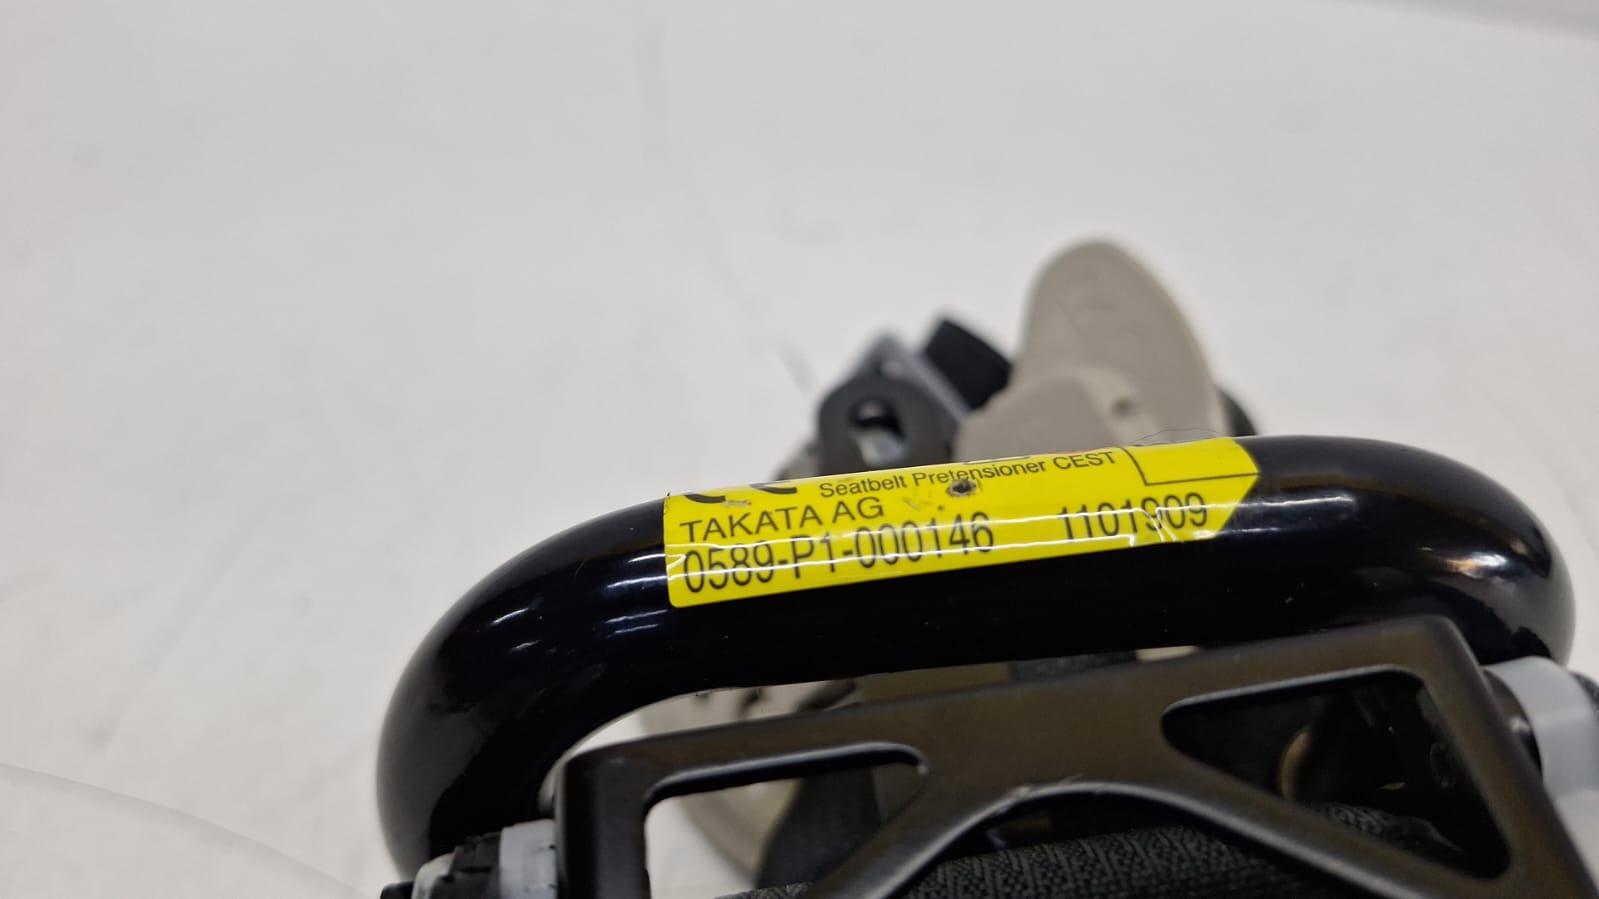 Seatbelt Pretensioner CEST
TAKATA AG
0589-P1-000146 1101909